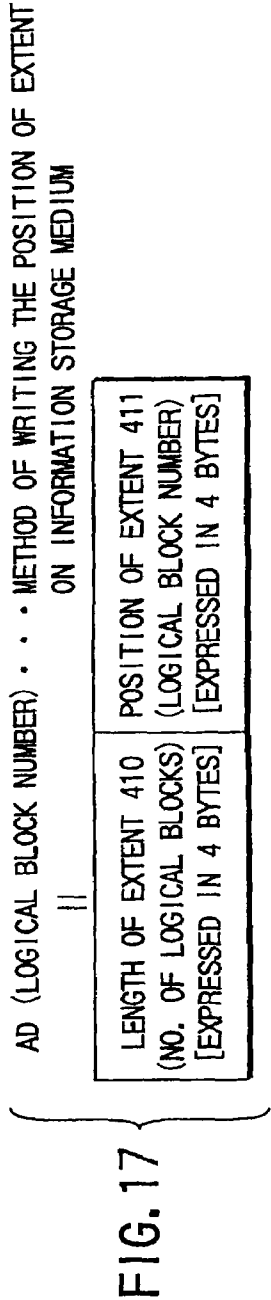 AD (LOGICAL BLOCK NUMBER) · · · METHOD OF WRITING THE POSITION OF EXTENT
ON INFORMATION STORAGE MEDIUM
||
LENGTH OF EXTENT 410
(NO. OF LOGICAL BLOCKS)
[EXPRESSED IN 4 BYTES]
POSITION OF EXTENT 411
(LOGICAL BLOCK NUMBER)
[EXPRESSED IN 4 BYTES]
FIG. 17